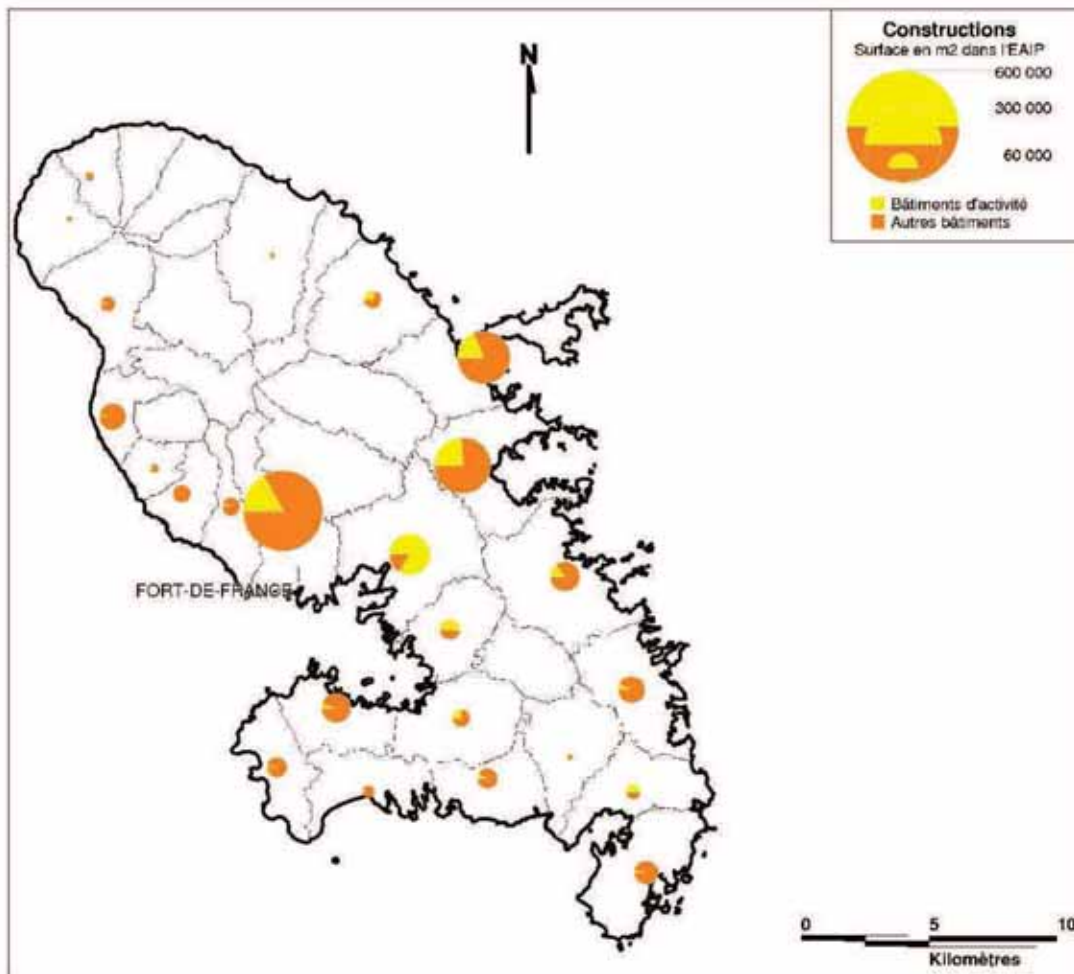 Constructions
Surface en m2 dans l'EAIP
600 000
300 000
60 000
Bâtiments d'activité
Autres bâtiments
N
FORT-DE-FRANCE
0 5 10
Kilomètres